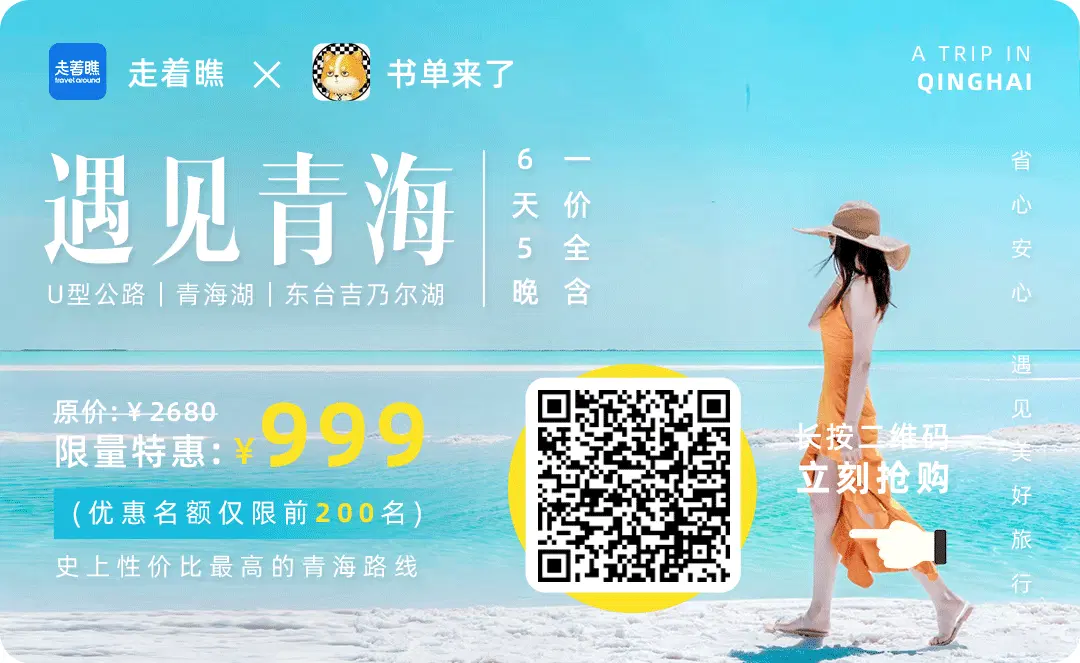 走着瞧
travel around
走着瞧 × 书单来了
A TRIP IN
QINGHAI
遇见青海
U型公路 | 青海湖 | 东台吉乃尔湖
一价全含
6天5晚
省心安心 遇见美好旅行
原价:¥2680
限量特惠:¥999
(优惠名额仅限前200名)
史上性价比最高的青海路线
长按二维码
立刻抢购